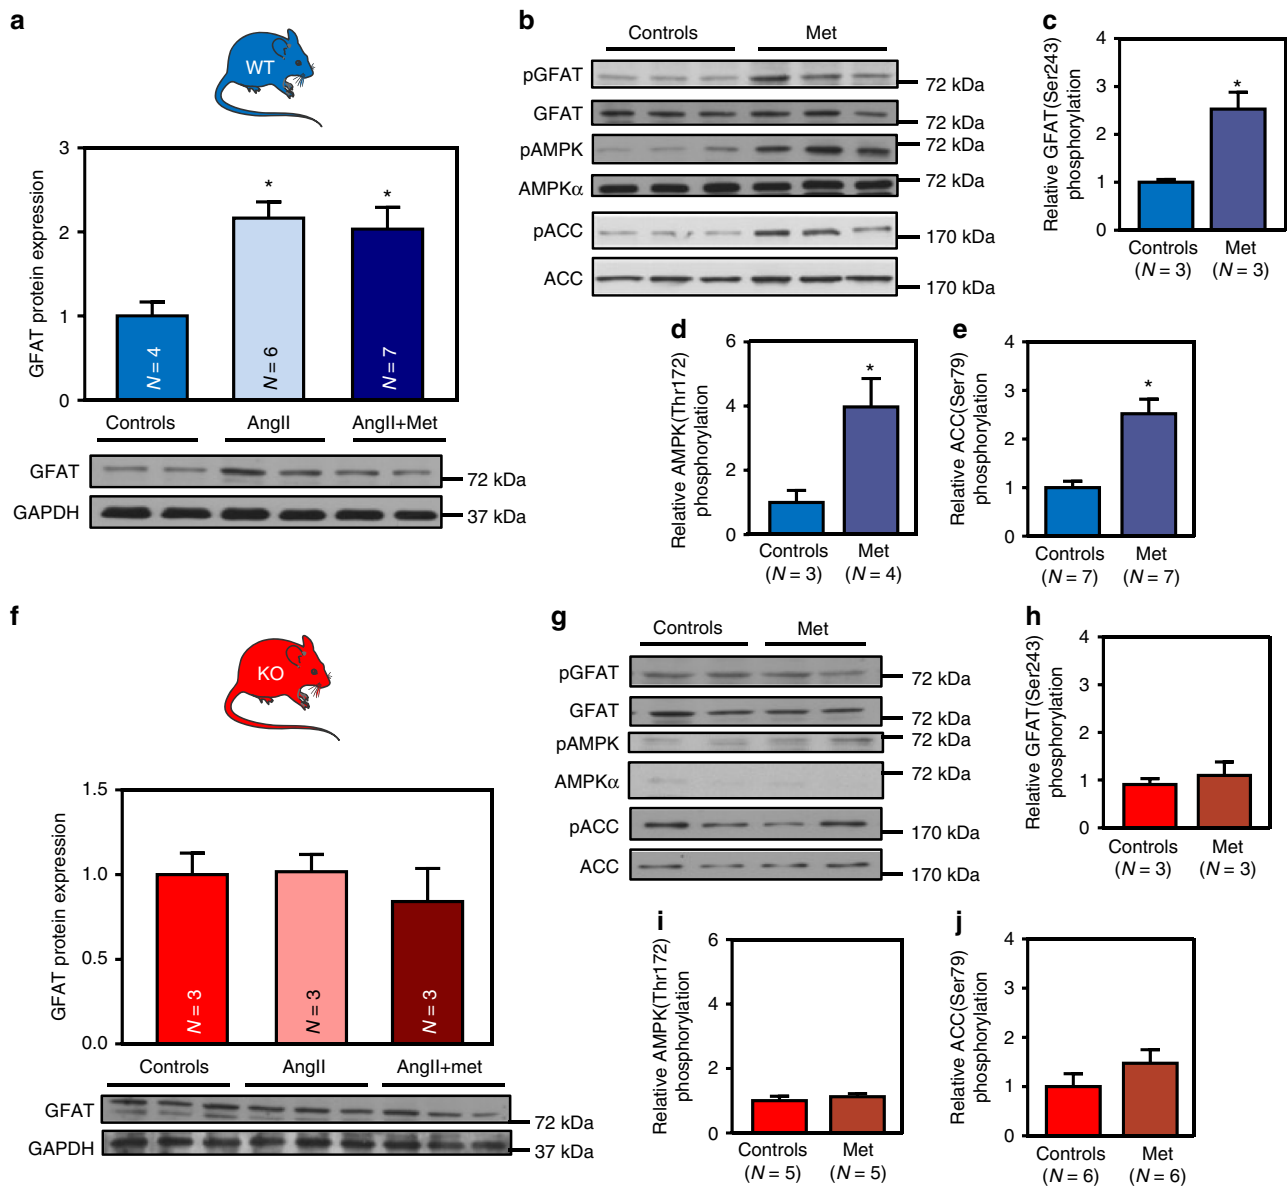 a
WT
GFAT protein expression
3
2
1
0
N = 4
N = 6
N = 7
Controls
AngII
AngII+Met
GFAT
72 kDa
GAPDH
37 kDa
b
Controls
Met
pGFAT
72 kDa
GFAT
72 kDa
pAMPK
72 kDa
AMPKα
72 kDa
pACC
170 kDa
ACC
170 kDa
c
Relative GFAT(Ser243)
phosphorylation
4
3
2
1
0
Controls
(N = 3)
Met
(N = 3)
d
Relative AMPK(Thr172)
phosphorylation
6
4
2
0
Controls
(N = 3)
Met
(N = 4)
*
e
Relative ACC(Ser79)
phosphorylation
4
3
2
1
0
Controls
(N = 7)
Met
(N = 7)
*
f
KO
GFAT protein expression
1.5
1.0
0.5
0.0
N = 3
N = 3
N = 3
Controls
AngII
AngII+met
GFAT
72 kDa
GAPDH
37 kDa
g
Controls
Met
pGFAT
72 kDa
GFAT
72 kDa
pAMPK
72 kDa
AMPKα
72 kDa
pACC
170 kDa
ACC
170 kDa
h
Relative GFAT(Ser243)
phosphorylation
4
3
2
1
0
Controls
(N = 3)
Met
(N = 3)
i
Relative AMPK(Thr172)
phosphorylation
6
4
2
0
Controls
(N = 5)
Met
(N = 5)
j
Relative ACC(Ser79)
phosphorylation
4
3
2
1
0
Controls
(N = 6)
Met
(N = 6)